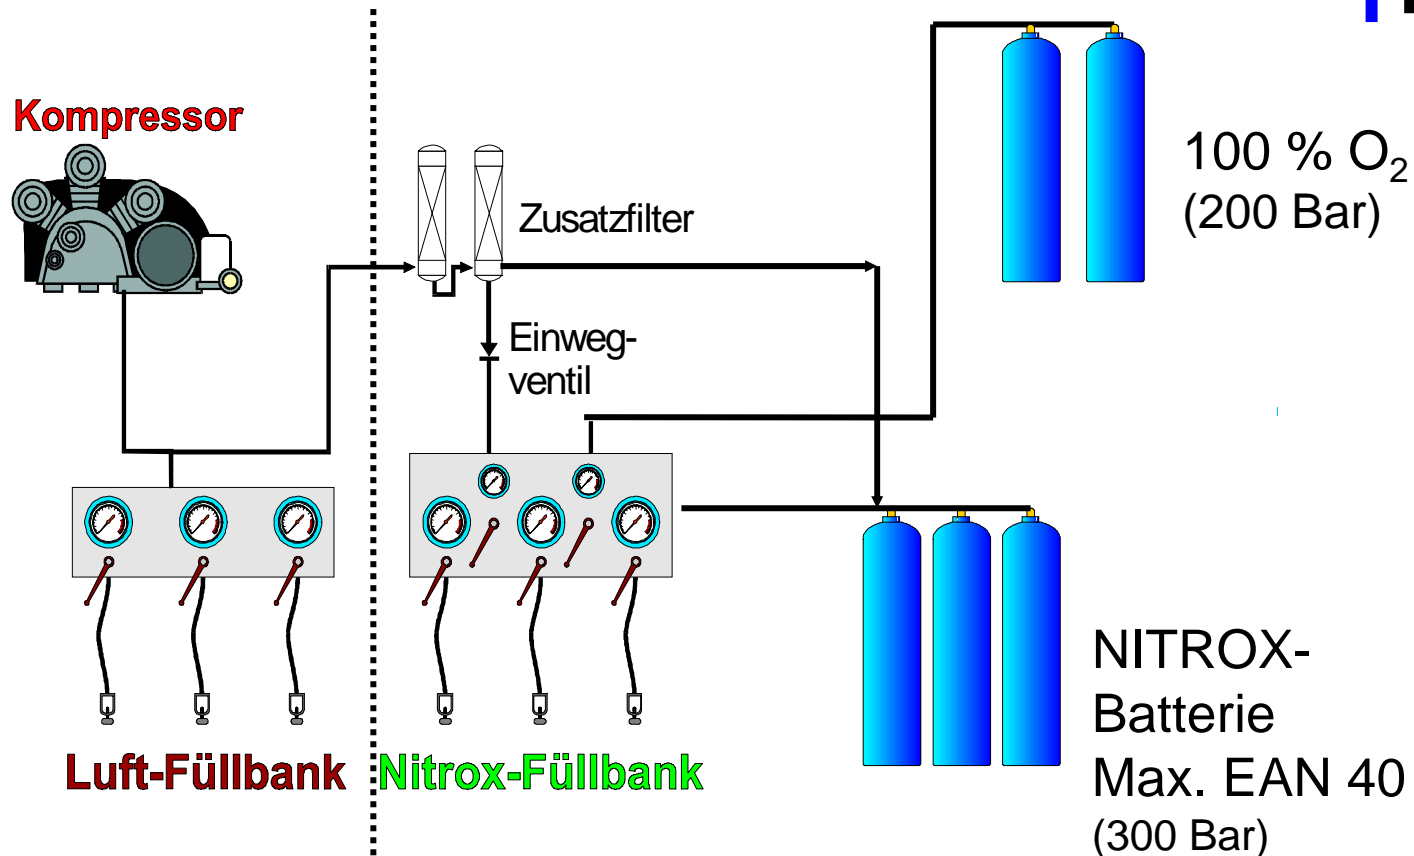 Kompressor
100 % O₂
(200 Bar)
Zusatzfilter
Einweg-
ventil
NITROX-
Batterie
Max. EAN 40
(300 Bar)
Luft-Füllbank
Nitrox-Füllbank